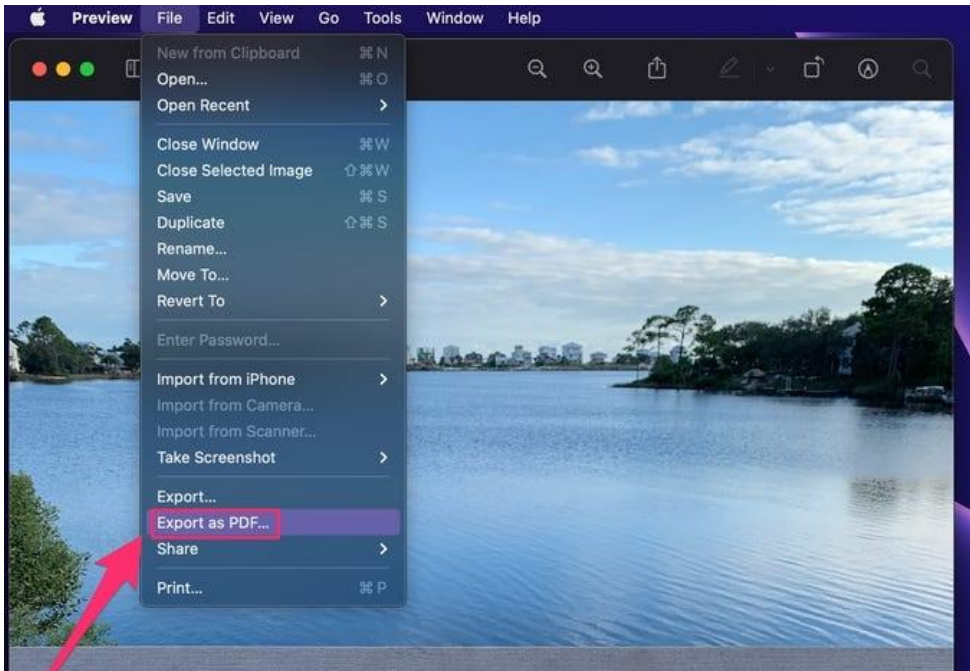 Preview File Edit View Go Tools Window Help
New from Clipboard ⌘ N
Open... ⌘ O
Open Recent >
Close Window ⌘ W
Close Selected Image ⇧ ⌘ W
Save ⌘ S
Duplicate ⇧ ⌘ S
Rename...
Move To...
Revert To >
Enter Password...
Import from iPhone >
Import from Camera...
Import from Scanner...
Take Screenshot >
Export...
Export as PDF...
Share >
Print... ⌘ P